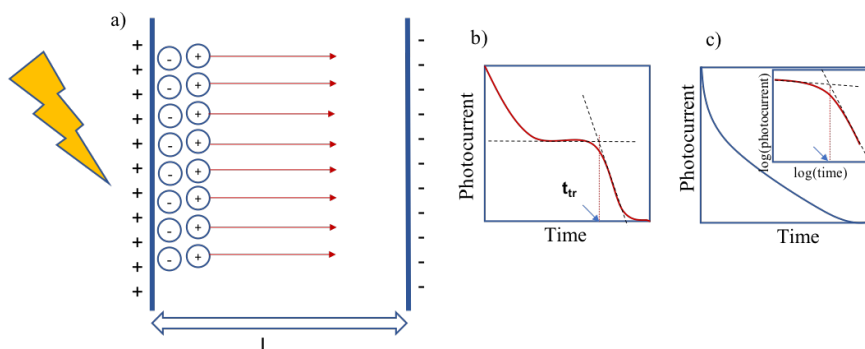 a)
b)
c)
+ - + -
+ - + -
+ - + -
+ - + -
+ - + -
+ - + -
+ - + -
+ - + -
+ -
+ -
+ -
Photocurrent
t_tr
Time
Photocurrent
log(photocurrent)
log(time)
Time